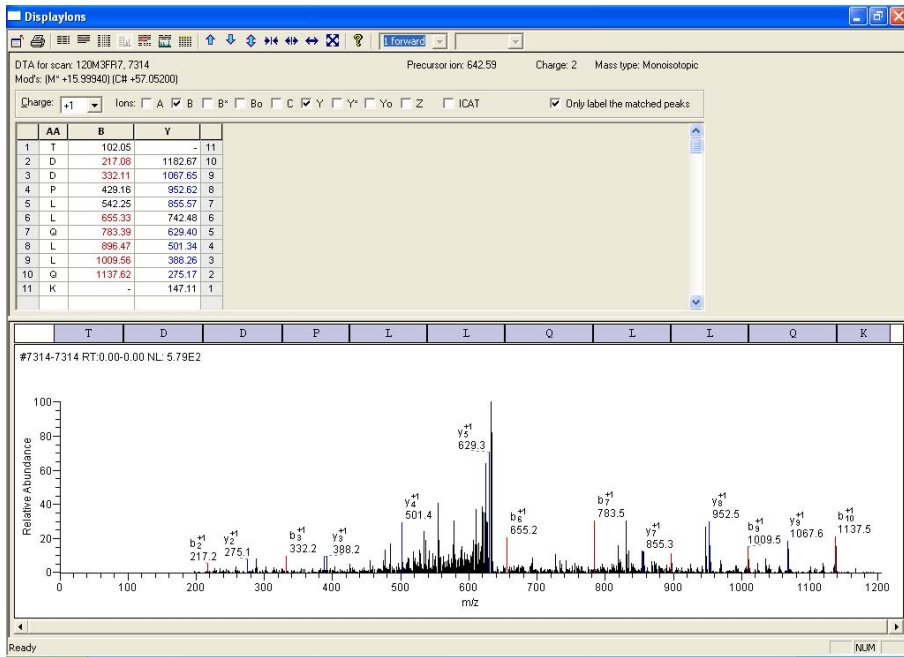 DisplayIons
1 forward
DTA for scan: 120M3FR7, 7314 Precursor ion: 642.59 Charge: 2 Mass type: Monoisotopic
Mod's: (M* +15.99940) (C# +57.05200)
Charge: +1 Ions: A B B* Bo C Y Y* Yo Z ICAT Only label the matched peaks
AA B Y
1 T 102.05 - 11
2 D 217.08 1182.67 10
3 D 332.11 1067.65 9
4 P 429.16 952.62 8
5 L 542.25 855.57 7
6 L 655.33 742.48 6
7 Q 783.39 629.40 5
8 L 896.47 501.34 4
9 L 1009.56 388.26 3
10 Q 1137.62 275.17 2
11 K - 147.11 1
T D D P L L Q L L Q K
#7314-7314 RT:0.00-0.00 NL: 5.79E2
Relative Abundance
100
80
60
40
20
0
b2+1 217.2
y2+1 275.1
b3+1 332.2
y3+1 388.2
y4+1 501.4
y5+1 629.3
b6+1 655.2
b7+1 783.5
y7+1 855.3
y8+1 952.5
b9+1 1009.5
y9+1 1067.6
b10+1 1137.5
0 100 200 300 400 500 600 700 800 900 1000 1100 1200
m/z
Ready NUM